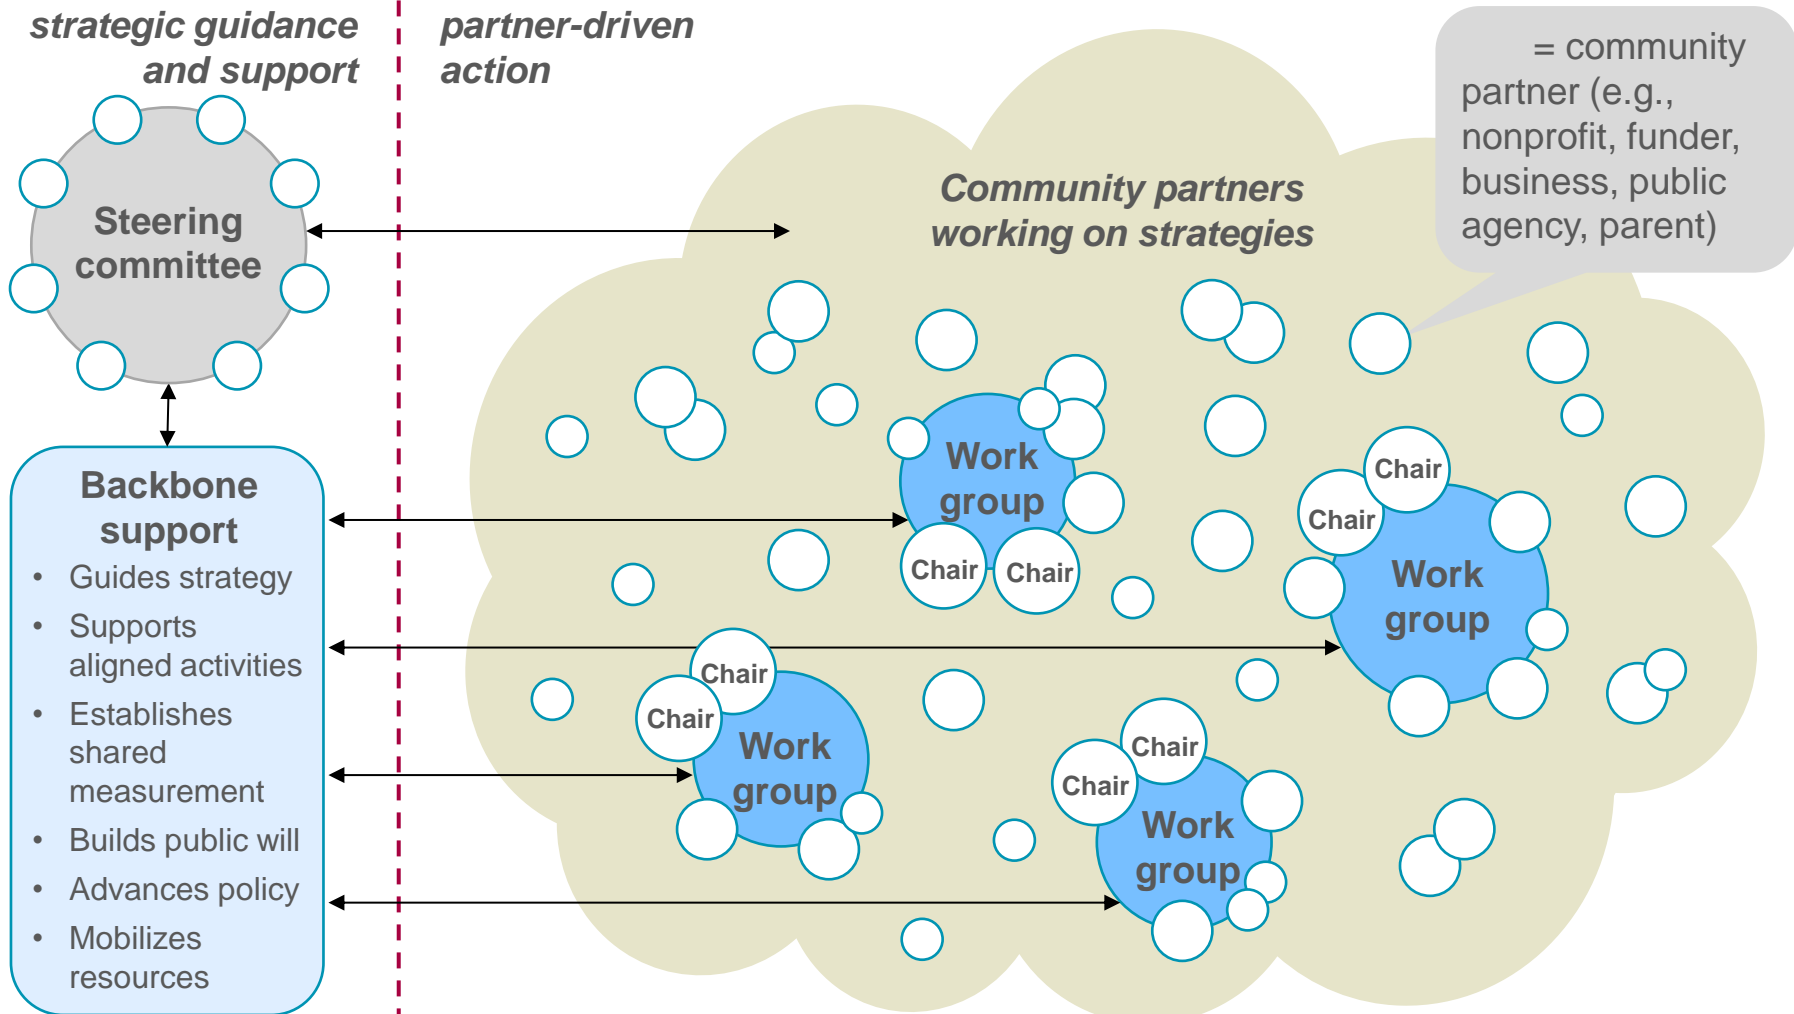 strategic guidance
and support
partner-driven
action
= community
partner (e.g.,
nonprofit, funder,
business, public
agency, parent)
Steering
committee
Community partners
working on strategies
Backbone
support
• Guides strategy
• Supports
aligned activities
• Establishes
shared
measurement
• Builds public will
• Advances policy
• Mobilizes
resources
Work
group
Chair
Chair
Chair
Chair
Work
group
Chair
Chair
Work
group
Chair
Chair
Work
group